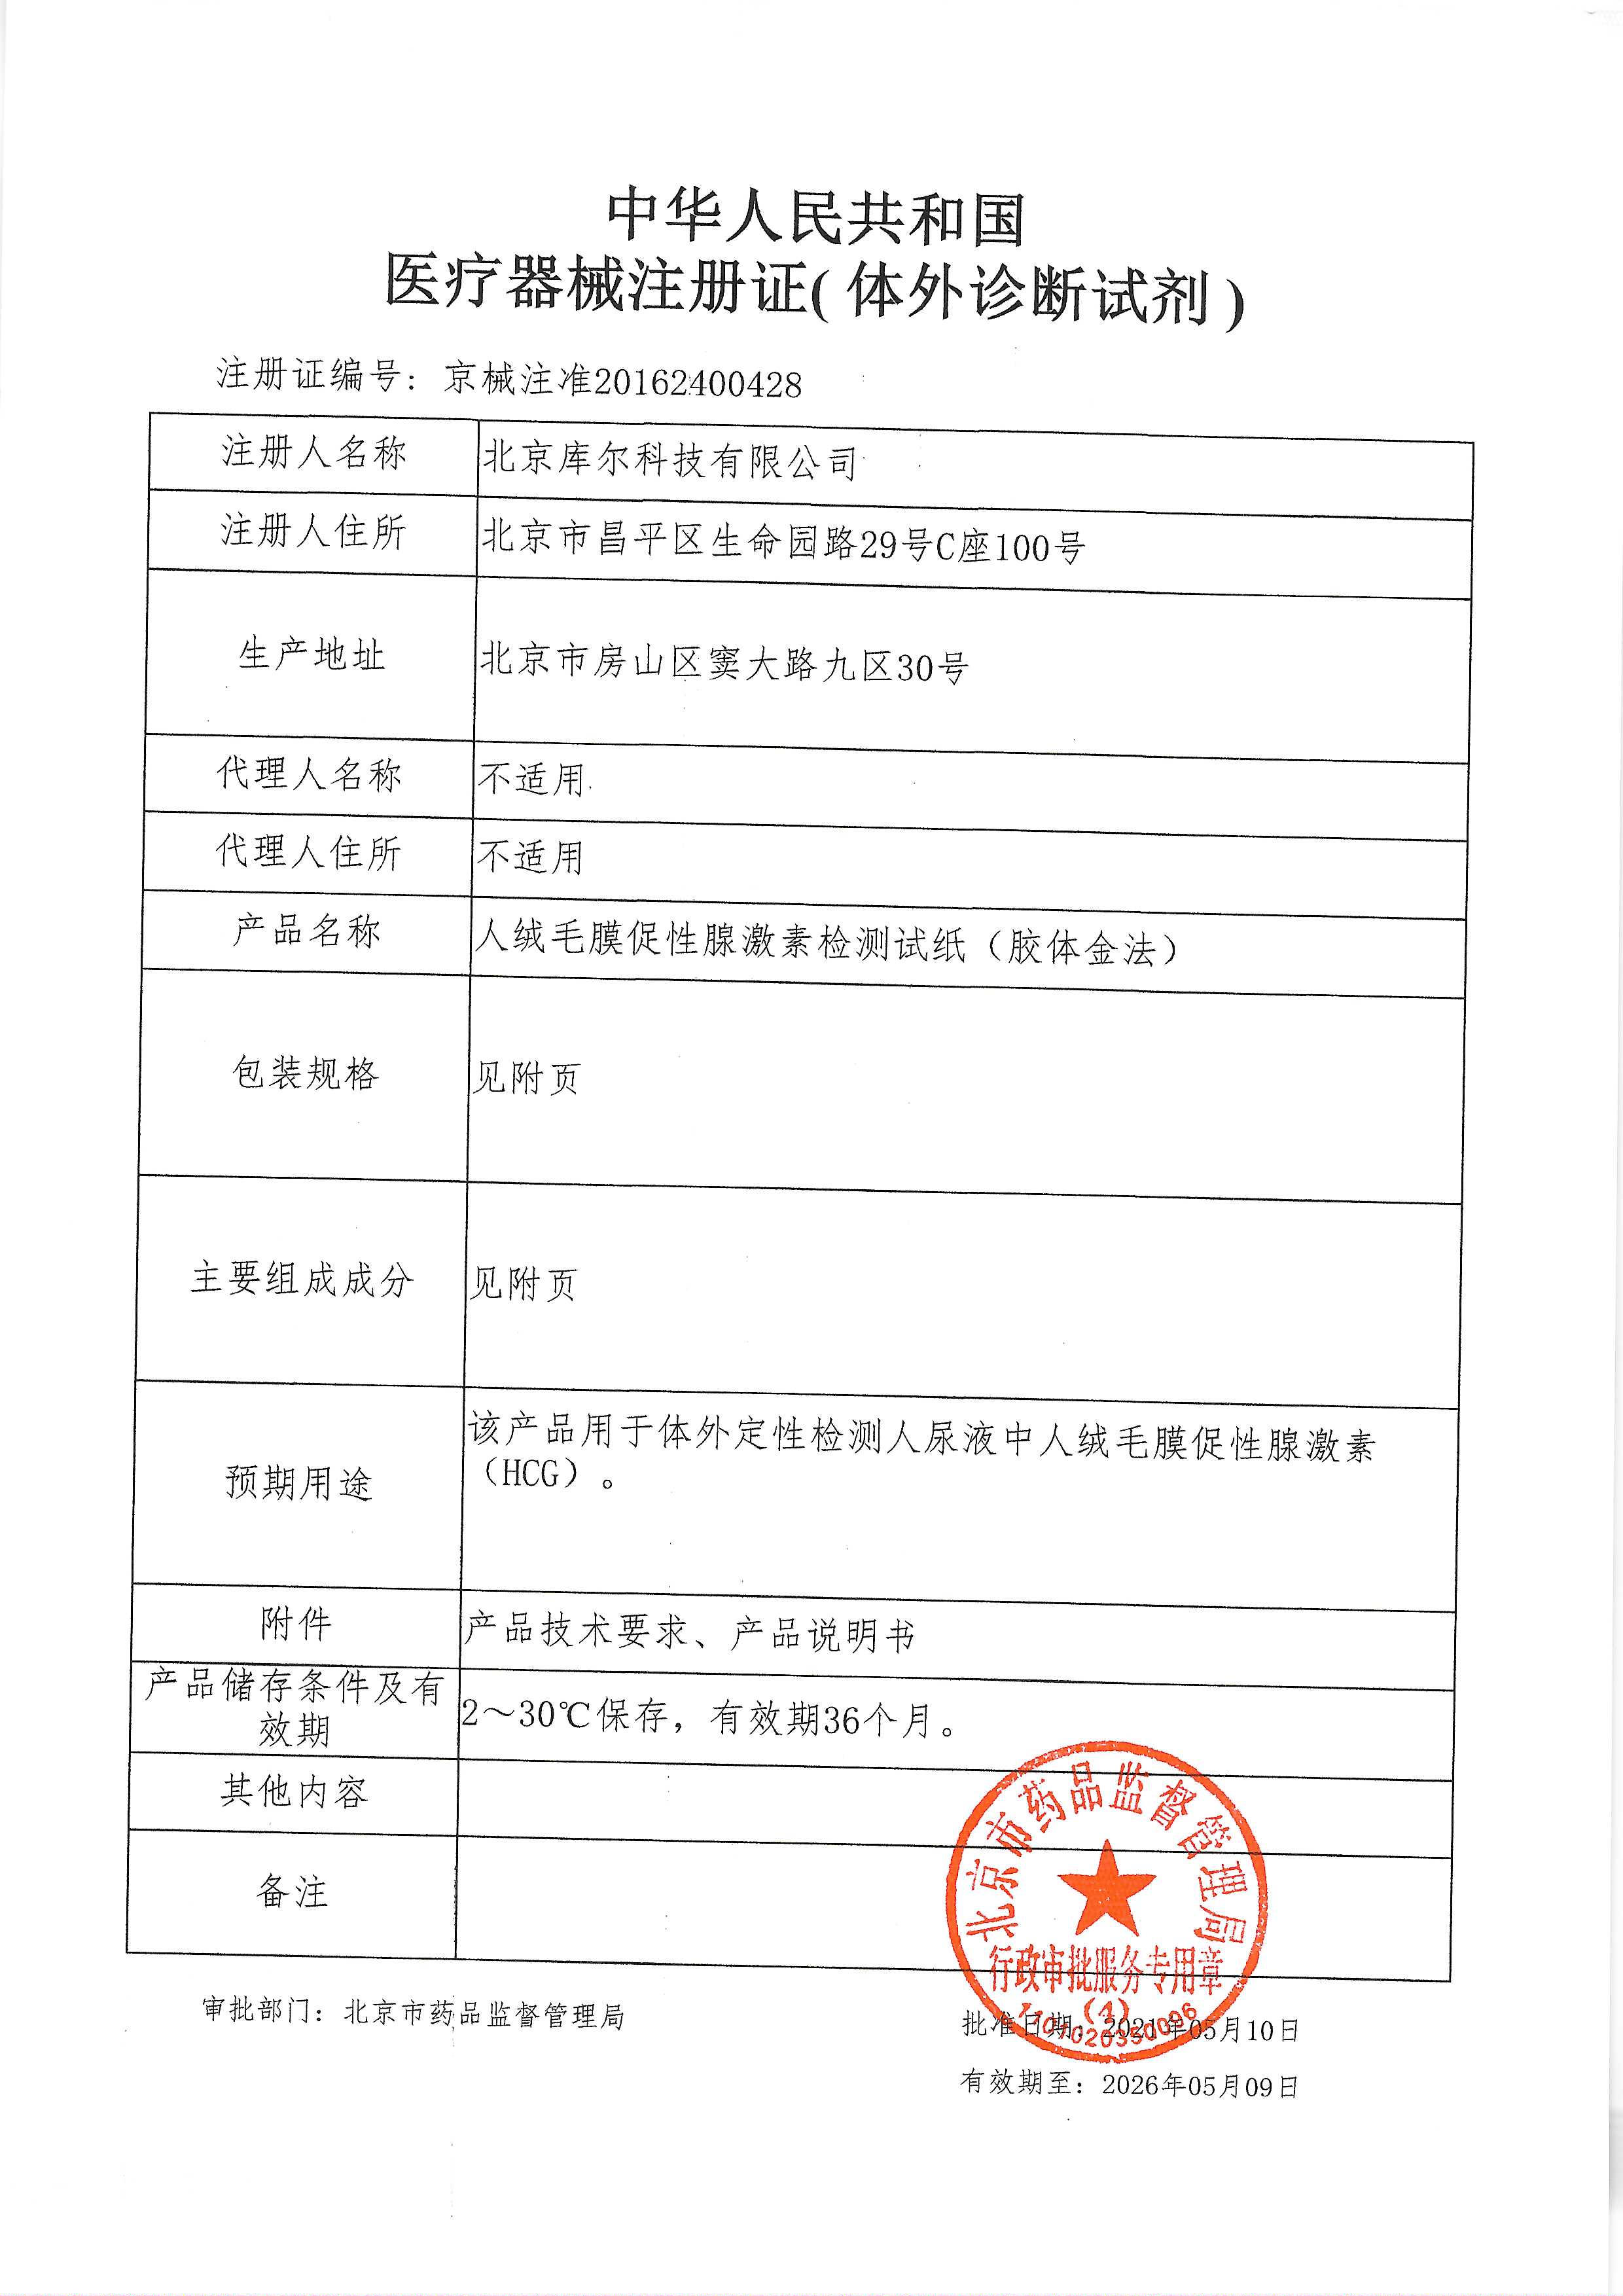 中华人民共和国
医疗器械注册证(体外诊断试剂)
注册证编号：京械注准20162400428
注册人名称
北京库尔科技有限公司
注册人住所
北京市昌平区生命园路29号C座100号
生产地址
北京市房山区窦大路九区30号
代理人名称
不适用
代理人住所
不适用
产品名称
人绒毛膜促性腺激素检测试纸（胶体金法）
包装规格
见附页
主要组成成分
见附页
预期用途
该产品用于体外定性检测人尿液中人绒毛膜促性腺激素
（HCG）。
附件
产品技术要求、产品说明书
产品储存条件及有
效期
2～30℃保存，有效期36个月。
其他内容
备注
北京市药品监督管理局
行政审批服务专用章
(4)
1101020350096
审批部门：北京市药品监督管理局
批准日期：2021年05月10日
有效期至：2026年05月09日